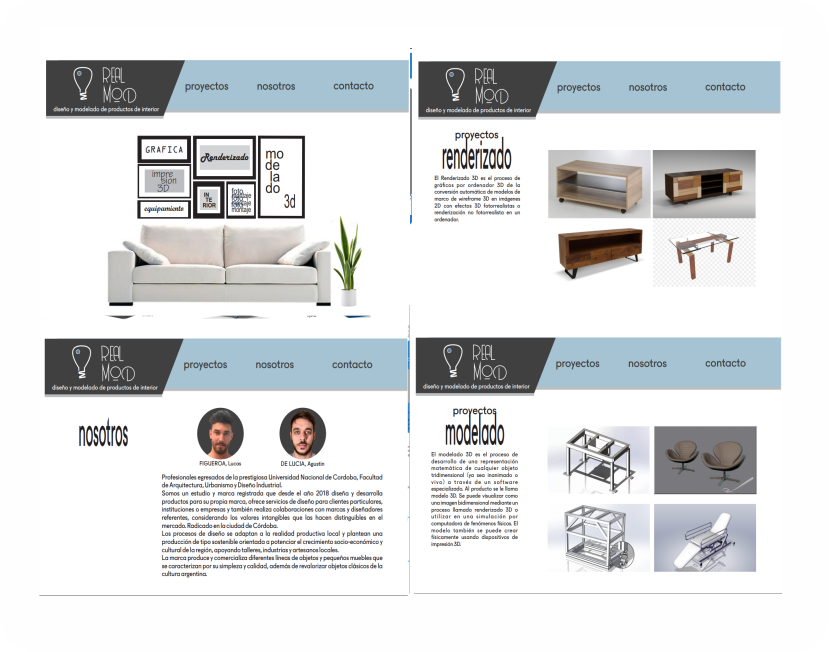 REAL
MOD
diseño y modelado de productos de interior
proyectos
nosotros
contacto
GRAFICA
Renderizado
mo
de
la
do
3d
impre
sion
3D
IN
TE
RIOR
foto
montaje
montaje
equipamiento
REAL
MOD
diseño y modelado de productos de interior
proyectos
nosotros
contacto
proyectos
renderizado
El Renderizado 3D es el proceso de
gráficos por ordenador 3D de la
conversión automática de modelos de
marco de wireframe 3D en imágenes
2D con efectos 3D fotorrealistas o
renderización no fotorrealista en un
ordenador.
REAL
MOD
diseño y modelado de productos de interior
proyectos
nosotros
contacto
nosotros
FIGUEROA, Lucas
DE LUCIA, Agustin
Profesionales egresados de la prestigiosa Universidad Nacional de Cordoba, Facultad
de Arquitectura, Urbanismo y Diseño Industrial.
Somos un estudio y marca registrada que desde el año 2018 diseña y desarrolla
productos para su propia marca, ofrece servicios de diseño para clientes particulares,
instituciones o empresas y también realiza colaboraciones con marcas y diseñadores
referentes, considerando los valores intangibles que las hacen distinguibles en el
mercado. Radicado en la ciudad de Córdoba.
Los procesos de diseño se adaptan a la realidad productiva local y plantean una
producción de tipo sostenible orientada a potenciar el crecimiento socio-económico y
cultural de la región, apoyando talleres, industrias y artesanos locales.
La marca produce y comercializa diferentes líneas de objetos y pequeños muebles que
se caracterizan por su simpleza y calidad, además de revalorizar objetos clásicos de la
cultura argentina.
REAL
MOD
diseño y modelado de productos de interior
proyectos
nosotros
contacto
proyectos
modelado
El modelado 3D es el proceso de
desarrollo de una representación
matemática de cualquier objeto
tridimensional (ya sea inanimado o
vivo) a través de un software
especializado. Al producto se le llama
modelo 3D. Se puede visualizar como
una imagen bidimensional mediante un
proceso llamado renderizado 3D o
utilizar en una simulación por
computadora de fenómenos físicos. El
modelo también se puede crear
físicamente usando dispositivos de
impresión 3D.